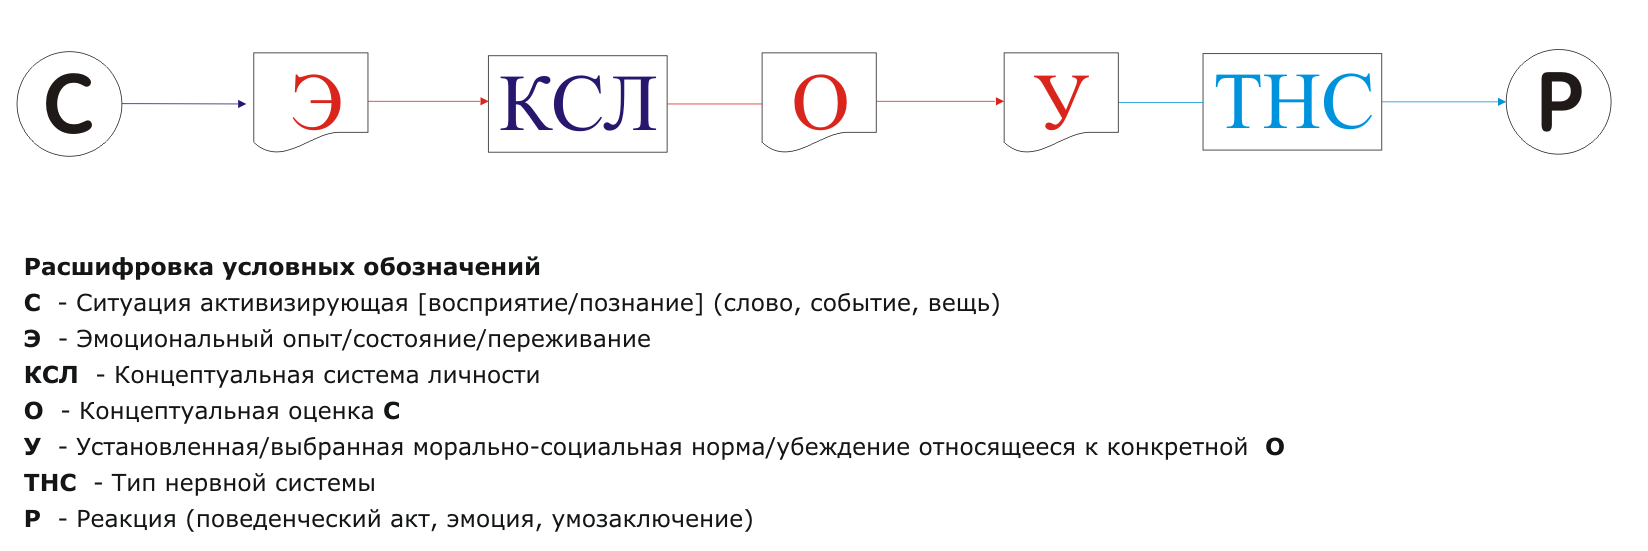 С Э КСЛ О У ТНС Р
Расшифровка условных обозначений
С - Ситуация активизирующая [восприятие/познание] (слово, событие, вещь)
Э - Эмоциональный опыт/состояние/переживание
КСЛ - Концептуальная система личности
О - Концептуальная оценка С
У - Установленная/выбранная морально-социальная норма/убеждение относящееся к конкретной О
ТНС - Тип нервной системы
Р - Реакция (поведенческий акт, эмоция, умозаключение)